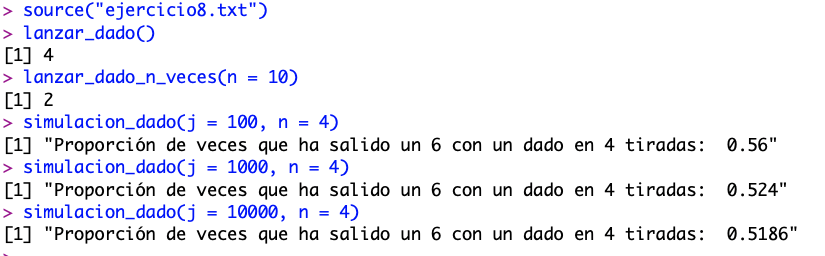 > source("ejercicio8.txt")
> lanzar_dado()
[1] 4
> lanzar_dado_n_veces(n = 10)
[1] 2
> simulacion_dado(j = 100, n = 4)
[1] "Proporción de veces que ha salido un 6 con un dado en 4 tiradas:  0.56"
> simulacion_dado(j = 1000, n = 4)
[1] "Proporción de veces que ha salido un 6 con un dado en 4 tiradas:  0.524"
> simulacion_dado(j = 10000, n = 4)
[1] "Proporción de veces que ha salido un 6 con un dado en 4 tiradas:  0.5186"
>